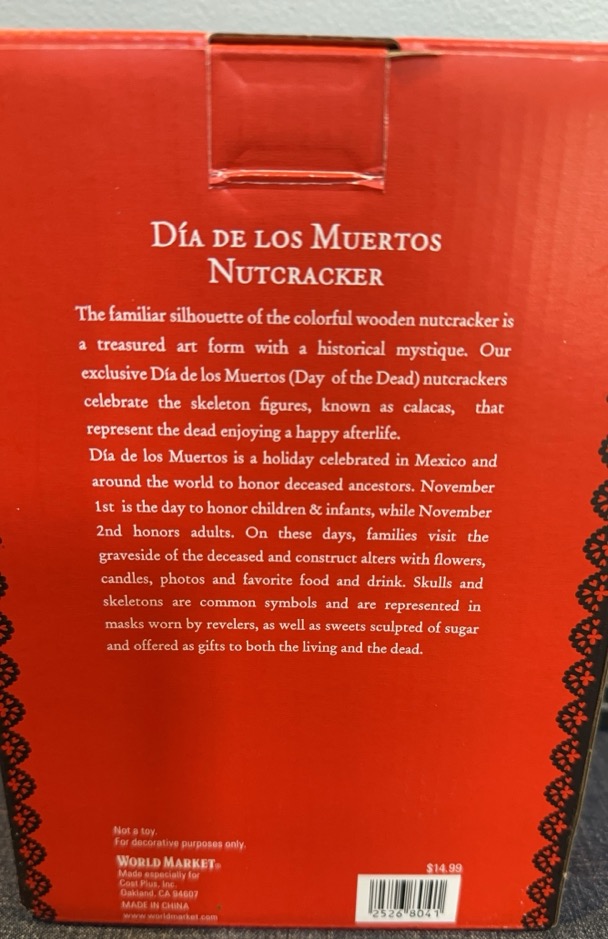 Día de los Muertos
Nutcracker
The familiar silhouette of the colorful wooden nutcracker is
a treasured art form with a historical mystique. Our
exclusive Día de los Muertos (Day of the Dead) nutcrackers
celebrate the skeleton figures, known as calacas, that
represent the dead enjoying a happy afterlife.
Día de los Muertos is a holiday celebrated in Mexico and
around the world to honor deceased ancestors. November
1st is the day to honor children & infants, while November
2nd honors adults. On these days, families visit the
graveside of the deceased and construct alters with flowers,
candles, photos and favorite food and drink. Skulls and
skeletons are common symbols and are represented in
masks worn by revelers, as well as sweets sculpted of sugar
and offered as gifts to both the living and the dead.
Not a toy.
For decorative purposes only.
WORLD MARKET®
Made especially for
Cost Plus, Inc.
Oakland, CA 94607
MADE IN CHINA
www.worldmarket.com
$14.99
2526 8041